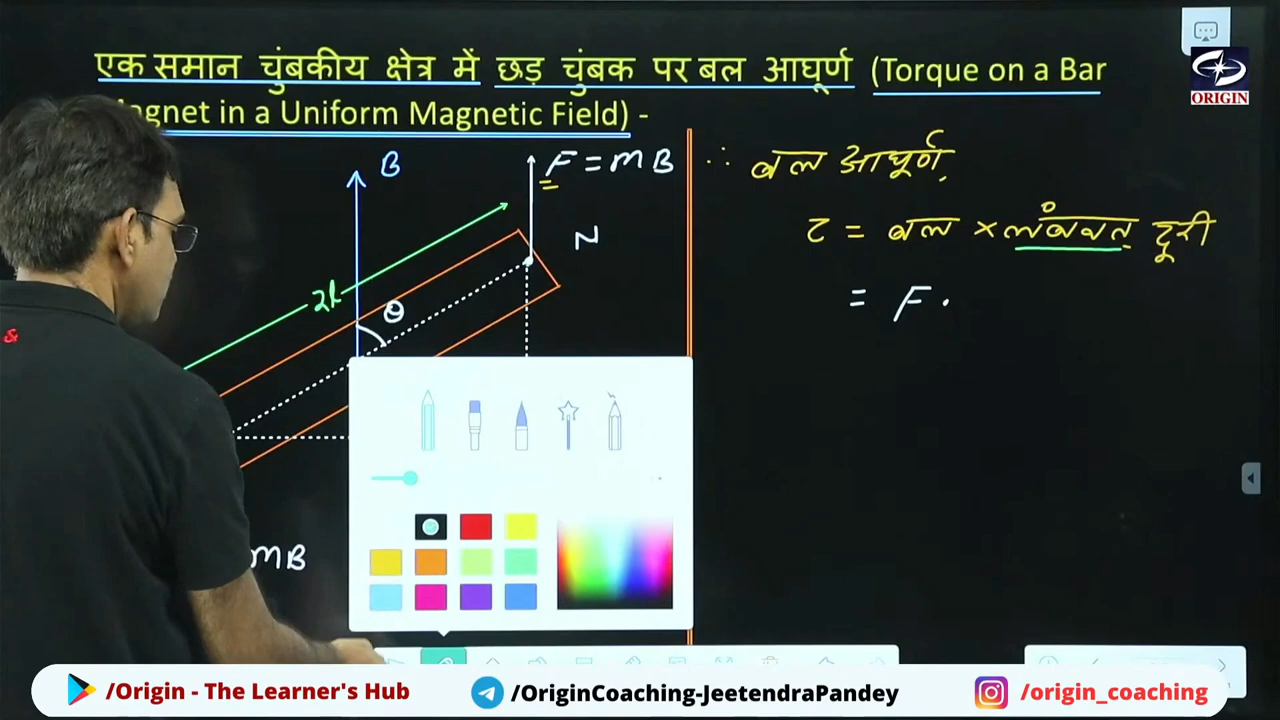 एक समान चुंबकीय क्षेत्र में छड़ चुंबक पर बल आघूर्ण (Torque on a Bar
Magnet in a Uniform Magnetic Field) -
ORIGIN
B
F = mB
N
2l
θ
mB
∴ बल आघूर्ण,
τ = बल × लंबवत दूरी
= F .
/Origin - The Learner's Hub
/OriginCoaching-JeetendraPandey
/origin_coaching